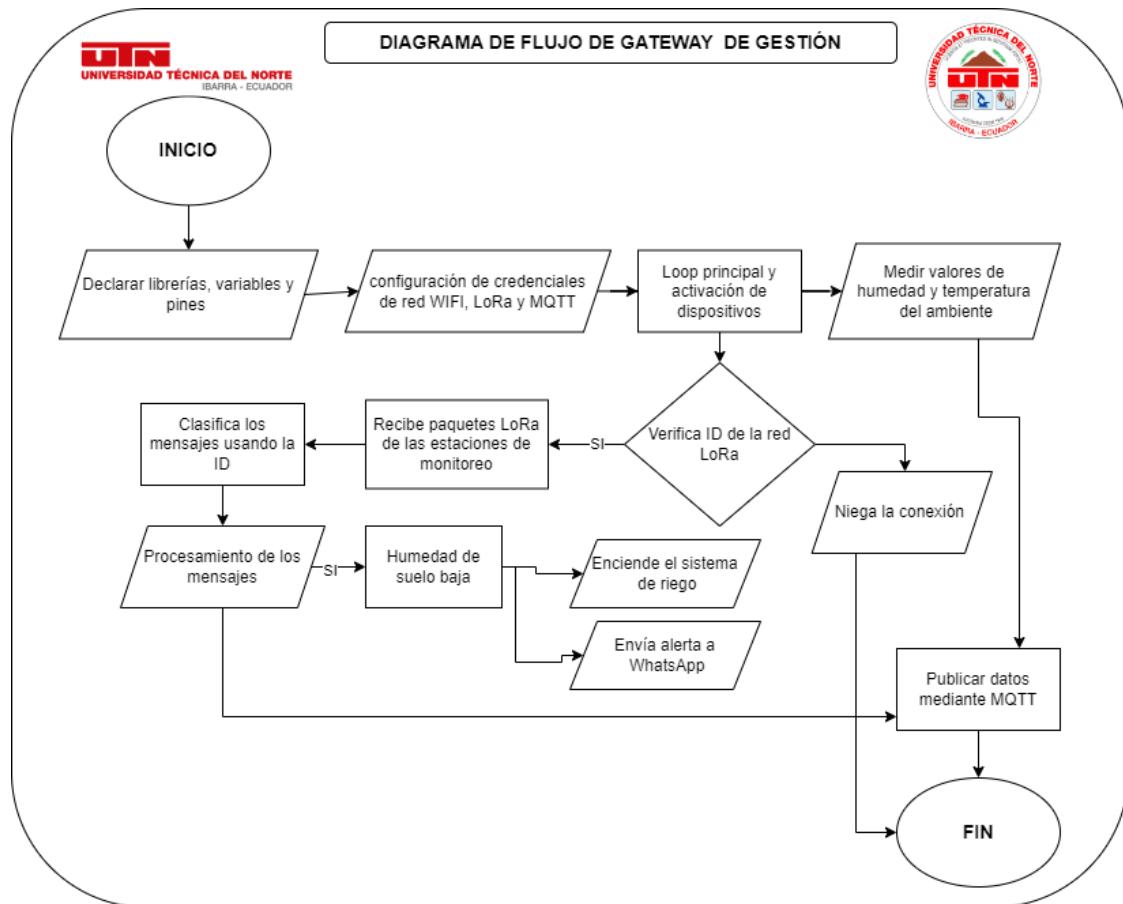 UTN
UNIVERSIDAD TÉCNICA DEL NORTE
IBARRA - ECUADOR
DIAGRAMA DE FLUJO DE GATEWAY DE GESTIÓN
UNIVERSIDAD TÉCNICA DEL NORTE
UTN
IBARRA - ECUADOR
INICIO
Declarar librerías, variables y
pines
configuración de credenciales
de red WIFI, LoRa y MQTT
Loop principal y
activación de
dispositivos
Medir valores de
humedad y temperatura
del ambiente
Clasifica los
mensajes usando la
ID
Recibe paquetes LoRa
de las estaciones de
monitoreo
SI
Verifica ID de la red
LoRa
Niega la conexión
Procesamiento de los
mensajes
SI
Humedad de
suelo baja
Enciende el sistema
de riego
Envía alerta a
WhatsApp
Publicar datos
mediante MQTT
FIN